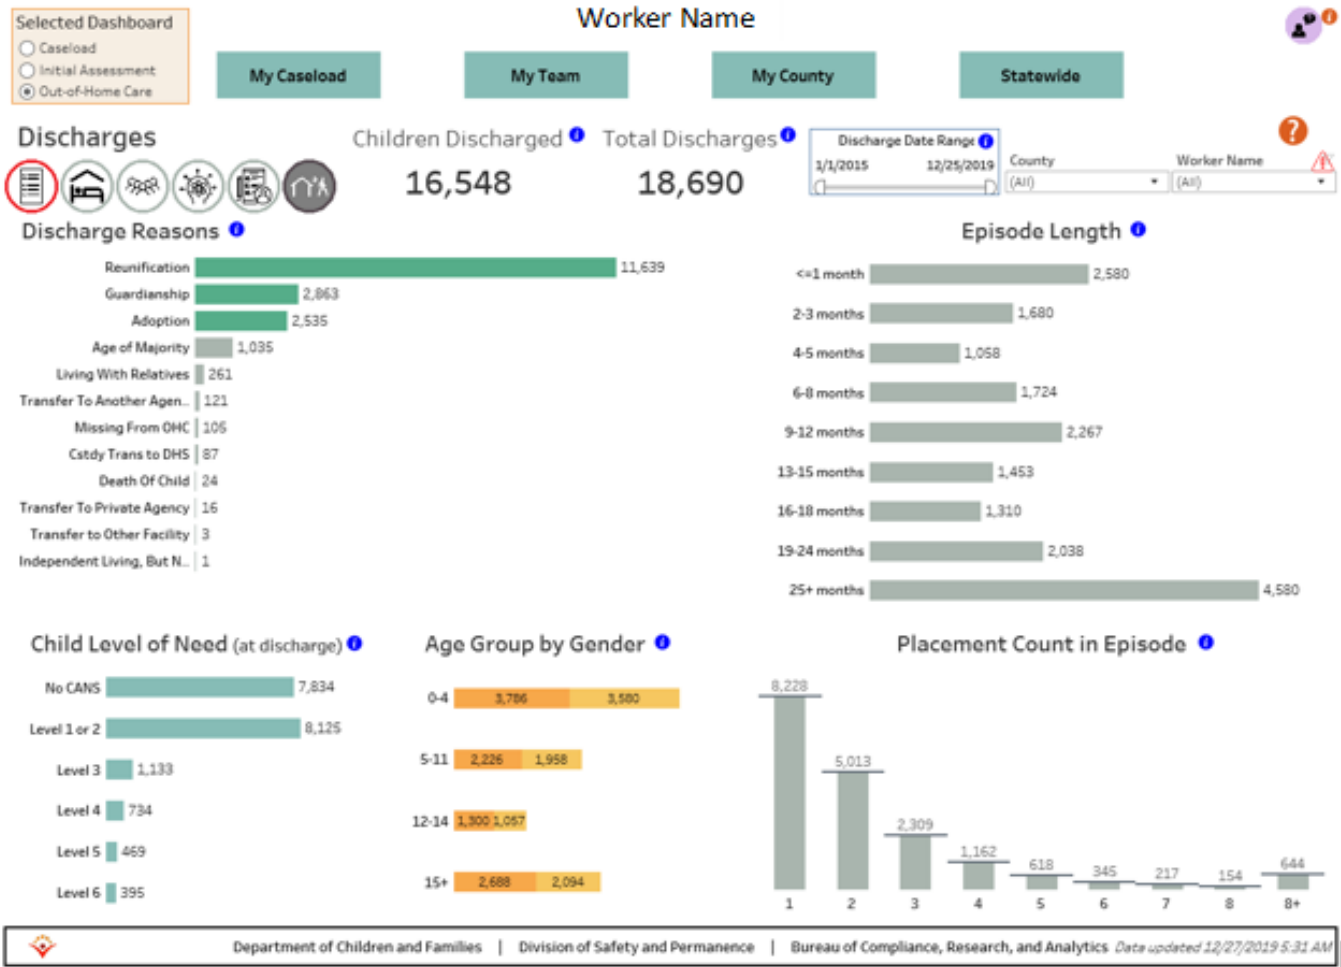 Worker Name
Selected Dashboard
Caseload
Initial Assessment
Out-of-Home Care
My Caseload
My Team
My County
Statewide
Discharges
Children Discharged
16,548
Total Discharges
18,690
Discharge Date Range
1/1/2015 12/25/2019
County
(All)
Worker Name
(All)
Discharge Reasons
Reunification 11,639
Guardianship 2,863
Adoption 2,535
Age of Majority 1,035
Living With Relatives 261
Transfer To Another Agen.. 121
Missing From OHC 105
Cstdy Trans to DHS 87
Death Of Child 24
Transfer To Private Agency 16
Transfer to Other Facility 3
Independent Living, But N.. 1
Episode Length
<=1 month 2,580
2-3 months 1,680
4-5 months 1,058
6-8 months 1,724
9-12 months 2,267
13-15 months 1,453
16-18 months 1,310
19-24 months 2,038
25+ months 4,580
Child Level of Need (at discharge)
No CANS 7,834
Level 1 or 2 8,125
Level 3 1,133
Level 4 734
Level 5 469
Level 6 395
Age Group by Gender
0-4 3,786 3,580
5-11 2,226 1,958
12-14 1,300 1,057
15+ 2,688 2,094
Placement Count in Episode
8,228 5,013 2,309 1,162 618 345 217 154 644
1 2 3 4 5 6 7 8 8+
Department of Children and Families | Division of Safety and Permanence | Bureau of Compliance, Research, and Analytics Data updated 12/27/2019 5:31 AM